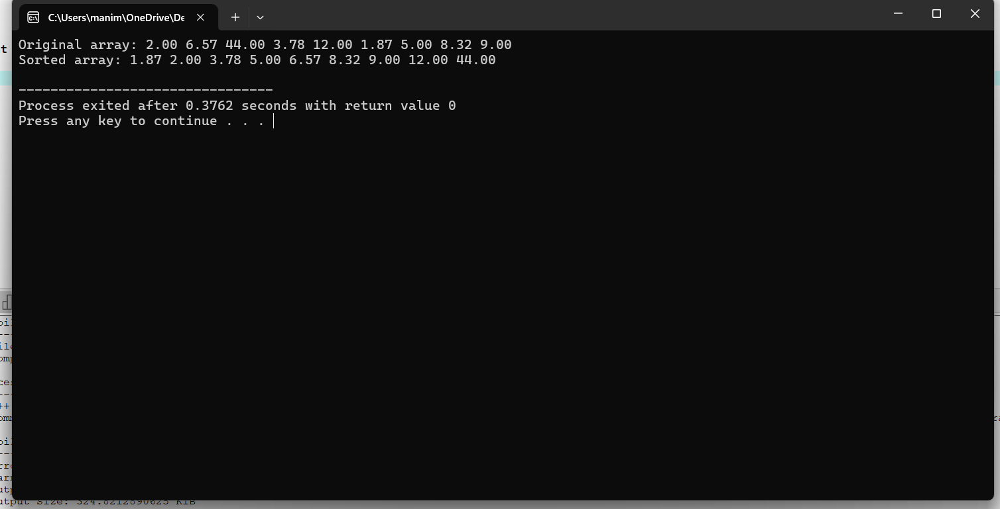 C:\Users\manim\OneDrive\De
Original array: 2.00 6.57 44.00 3.78 12.00 1.87 5.00 8.32 9.00
Sorted array: 1.87 2.00 3.78 5.00 6.57 8.32 9.00 12.00 44.00
--------------------------------
Process exited after 0.3762 seconds with return value 0
Press any key to continue . . .